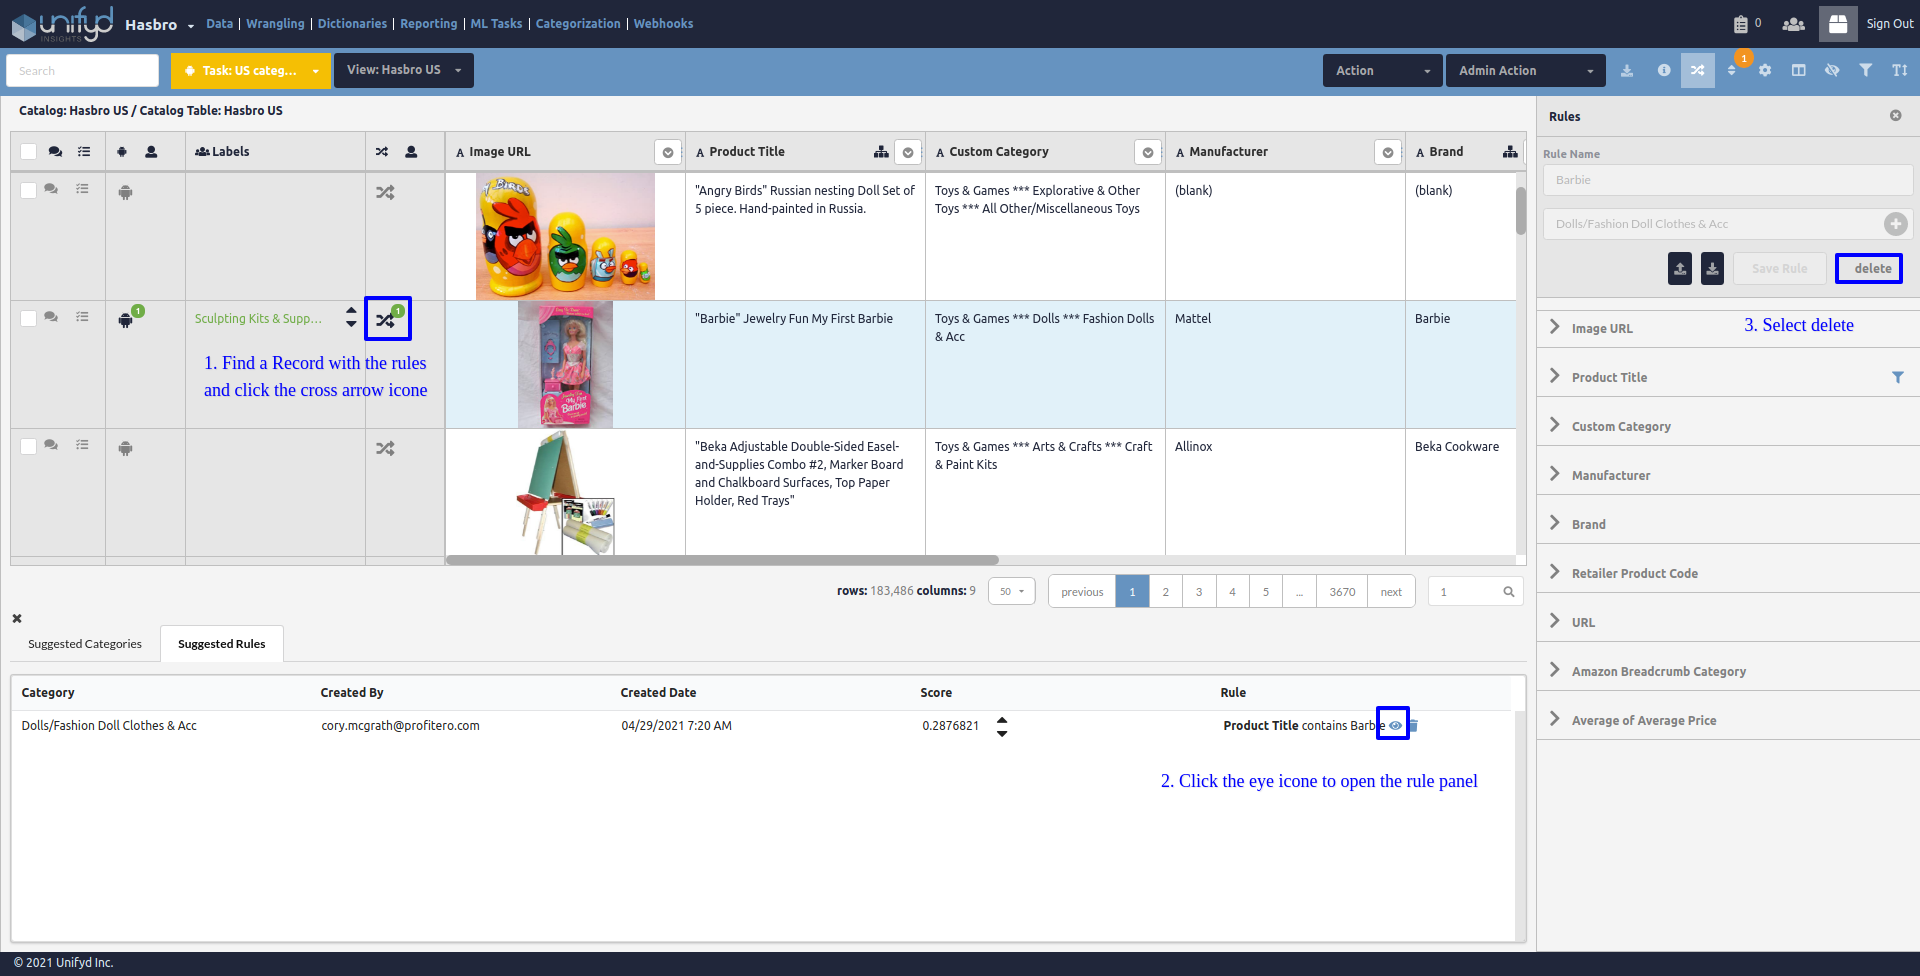 unifyd
INSIGHTS
Hasbro
Data | Wrangling | Dictionaries | Reporting | ML Tasks | Categorization | Webhooks
0
Sign Out
Search
Task: US categ...
View: Hasbro US
Action
Admin Action
1
Catalog: Hasbro US / Catalog Table: Hasbro US
Labels
A Image URL
A Product Title
A Custom Category
A Manufacturer
A Brand
"Angry Birds" Russian nesting Doll Set of
5 piece. Hand-painted in Russia.
Toys & Games *** Explorative & Other
Toys *** All Other/Miscellaneous Toys
(blank)
(blank)
1
Sculpting Kits & Supp...
1
"Barbie" Jewelry Fun My First Barbie
Toys & Games *** Dolls *** Fashion Dolls
& Acc
Mattel
Barbie
1. Find a Record with the rules
and click the cross arrow icone
My First
Barbie
"Beka Adjustable Double-Sided Easel-
and-Supplies Combo #2, Marker Board
and Chalkboard Surfaces, Top Paper
Holder, Red Trays"
Toys & Games *** Arts & Crafts *** Craft
& Paint Kits
Allinox
Beka Cookware
rows: 183,486 columns: 9
50
previous
1
2
3
4
5
...
3670
next
1
Suggested Categories
Suggested Rules
Category
Created By
Created Date
Score
Rule
Dolls/Fashion Doll Clothes & Acc
cory.mcgrath@profitero.com
04/29/2021 7:20 AM
0.2876821
Product Title contains Barbie
2. Click the eye icone to open the rule panel
Rules
Rule Name
Barbie
Dolls/Fashion Doll Clothes & Acc
Save Rule
delete
3. Select delete
Image URL
Product Title
Custom Category
Manufacturer
Brand
Retailer Product Code
URL
Amazon Breadcrumb Category
Average of Average Price
© 2021 Unifyd Inc.